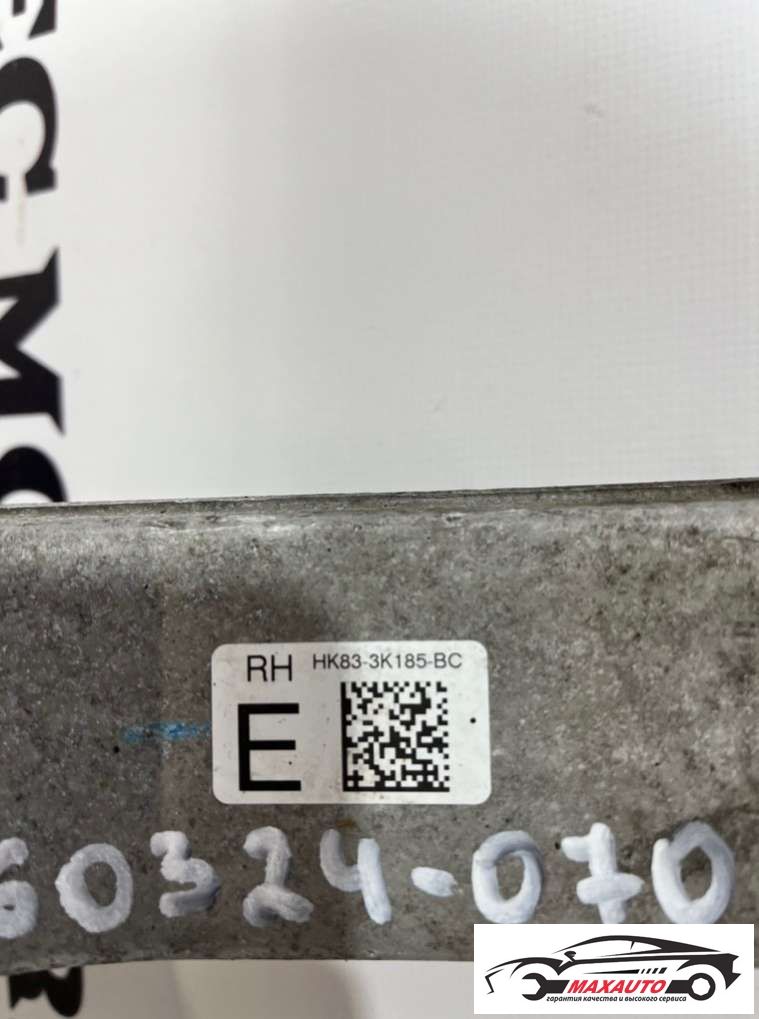 RH HK83-3K185-BC
E
60324-070
MAXAUTO
гарантия качества и высокого сервиса